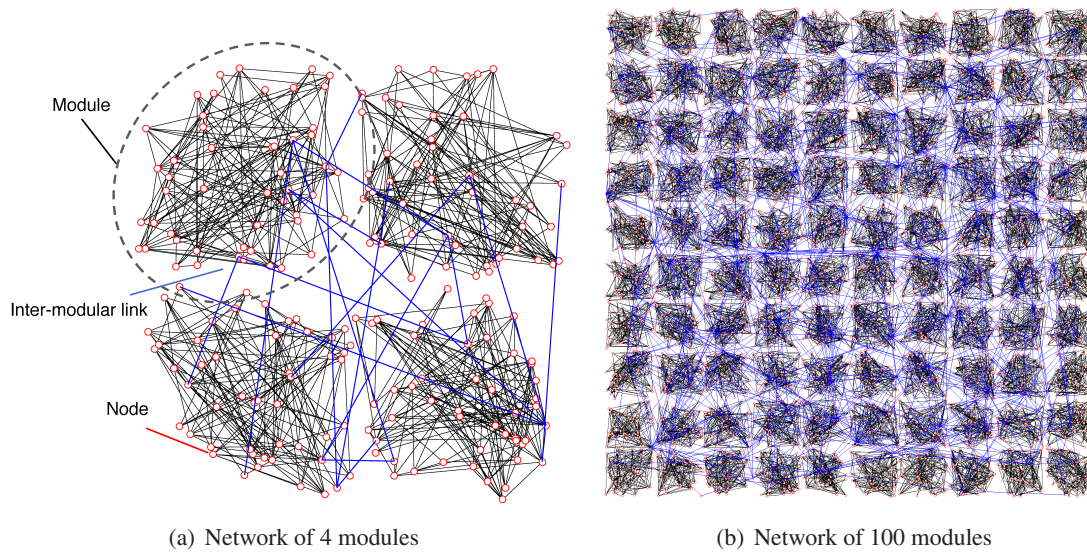 Module
Inter-modular link
Node
(a) Network of 4 modules
(b) Network of 100 modules